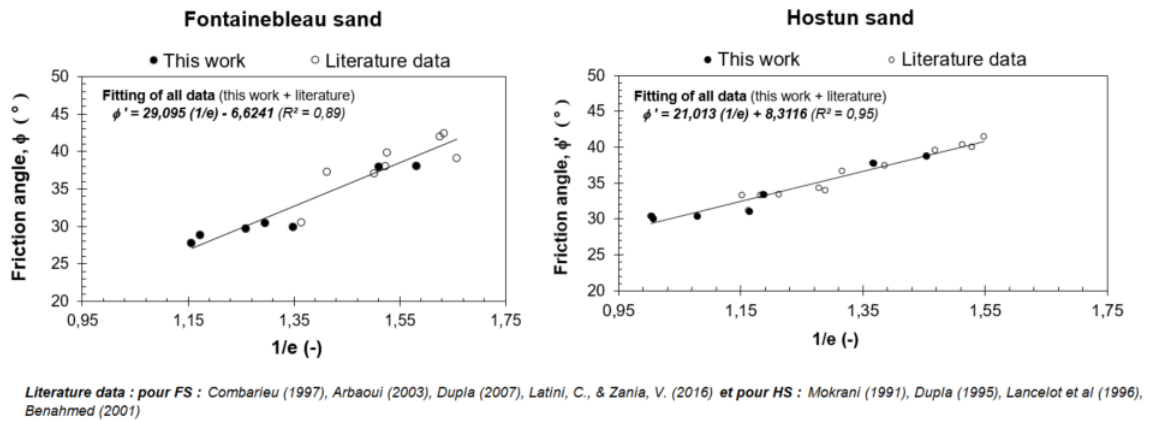 Fontainebleau sand
● This work ○ Literature data
Fitting of all data (this work + literature)
ϕ' = 29,095 (1/e) - 6,6241 (R² = 0,89)
Friction angle, ϕ (°)
50
45
40
35
30
25
20
0,95 1,15 1,35 1,55 1,75
1/e (-)
Hostun sand
● This work ○ Literature data
Fitting of all data (this work + literature)
ϕ' = 21,013 (1/e) + 8,3116 (R² = 0,95)
Friction angle, ϕ' (°)
50
45
40
35
30
25
20
0,95 1,15 1,35 1,55 1,75
1/e (-)
Literature data : pour FS : Combarieu (1997), Arbaoui (2003), Dupla (2007), Latini, C., & Zania, V. (2016) et pour HS : Mokrani (1991), Dupla (1995), Lancelot et al (1996),
Benahmed (2001)